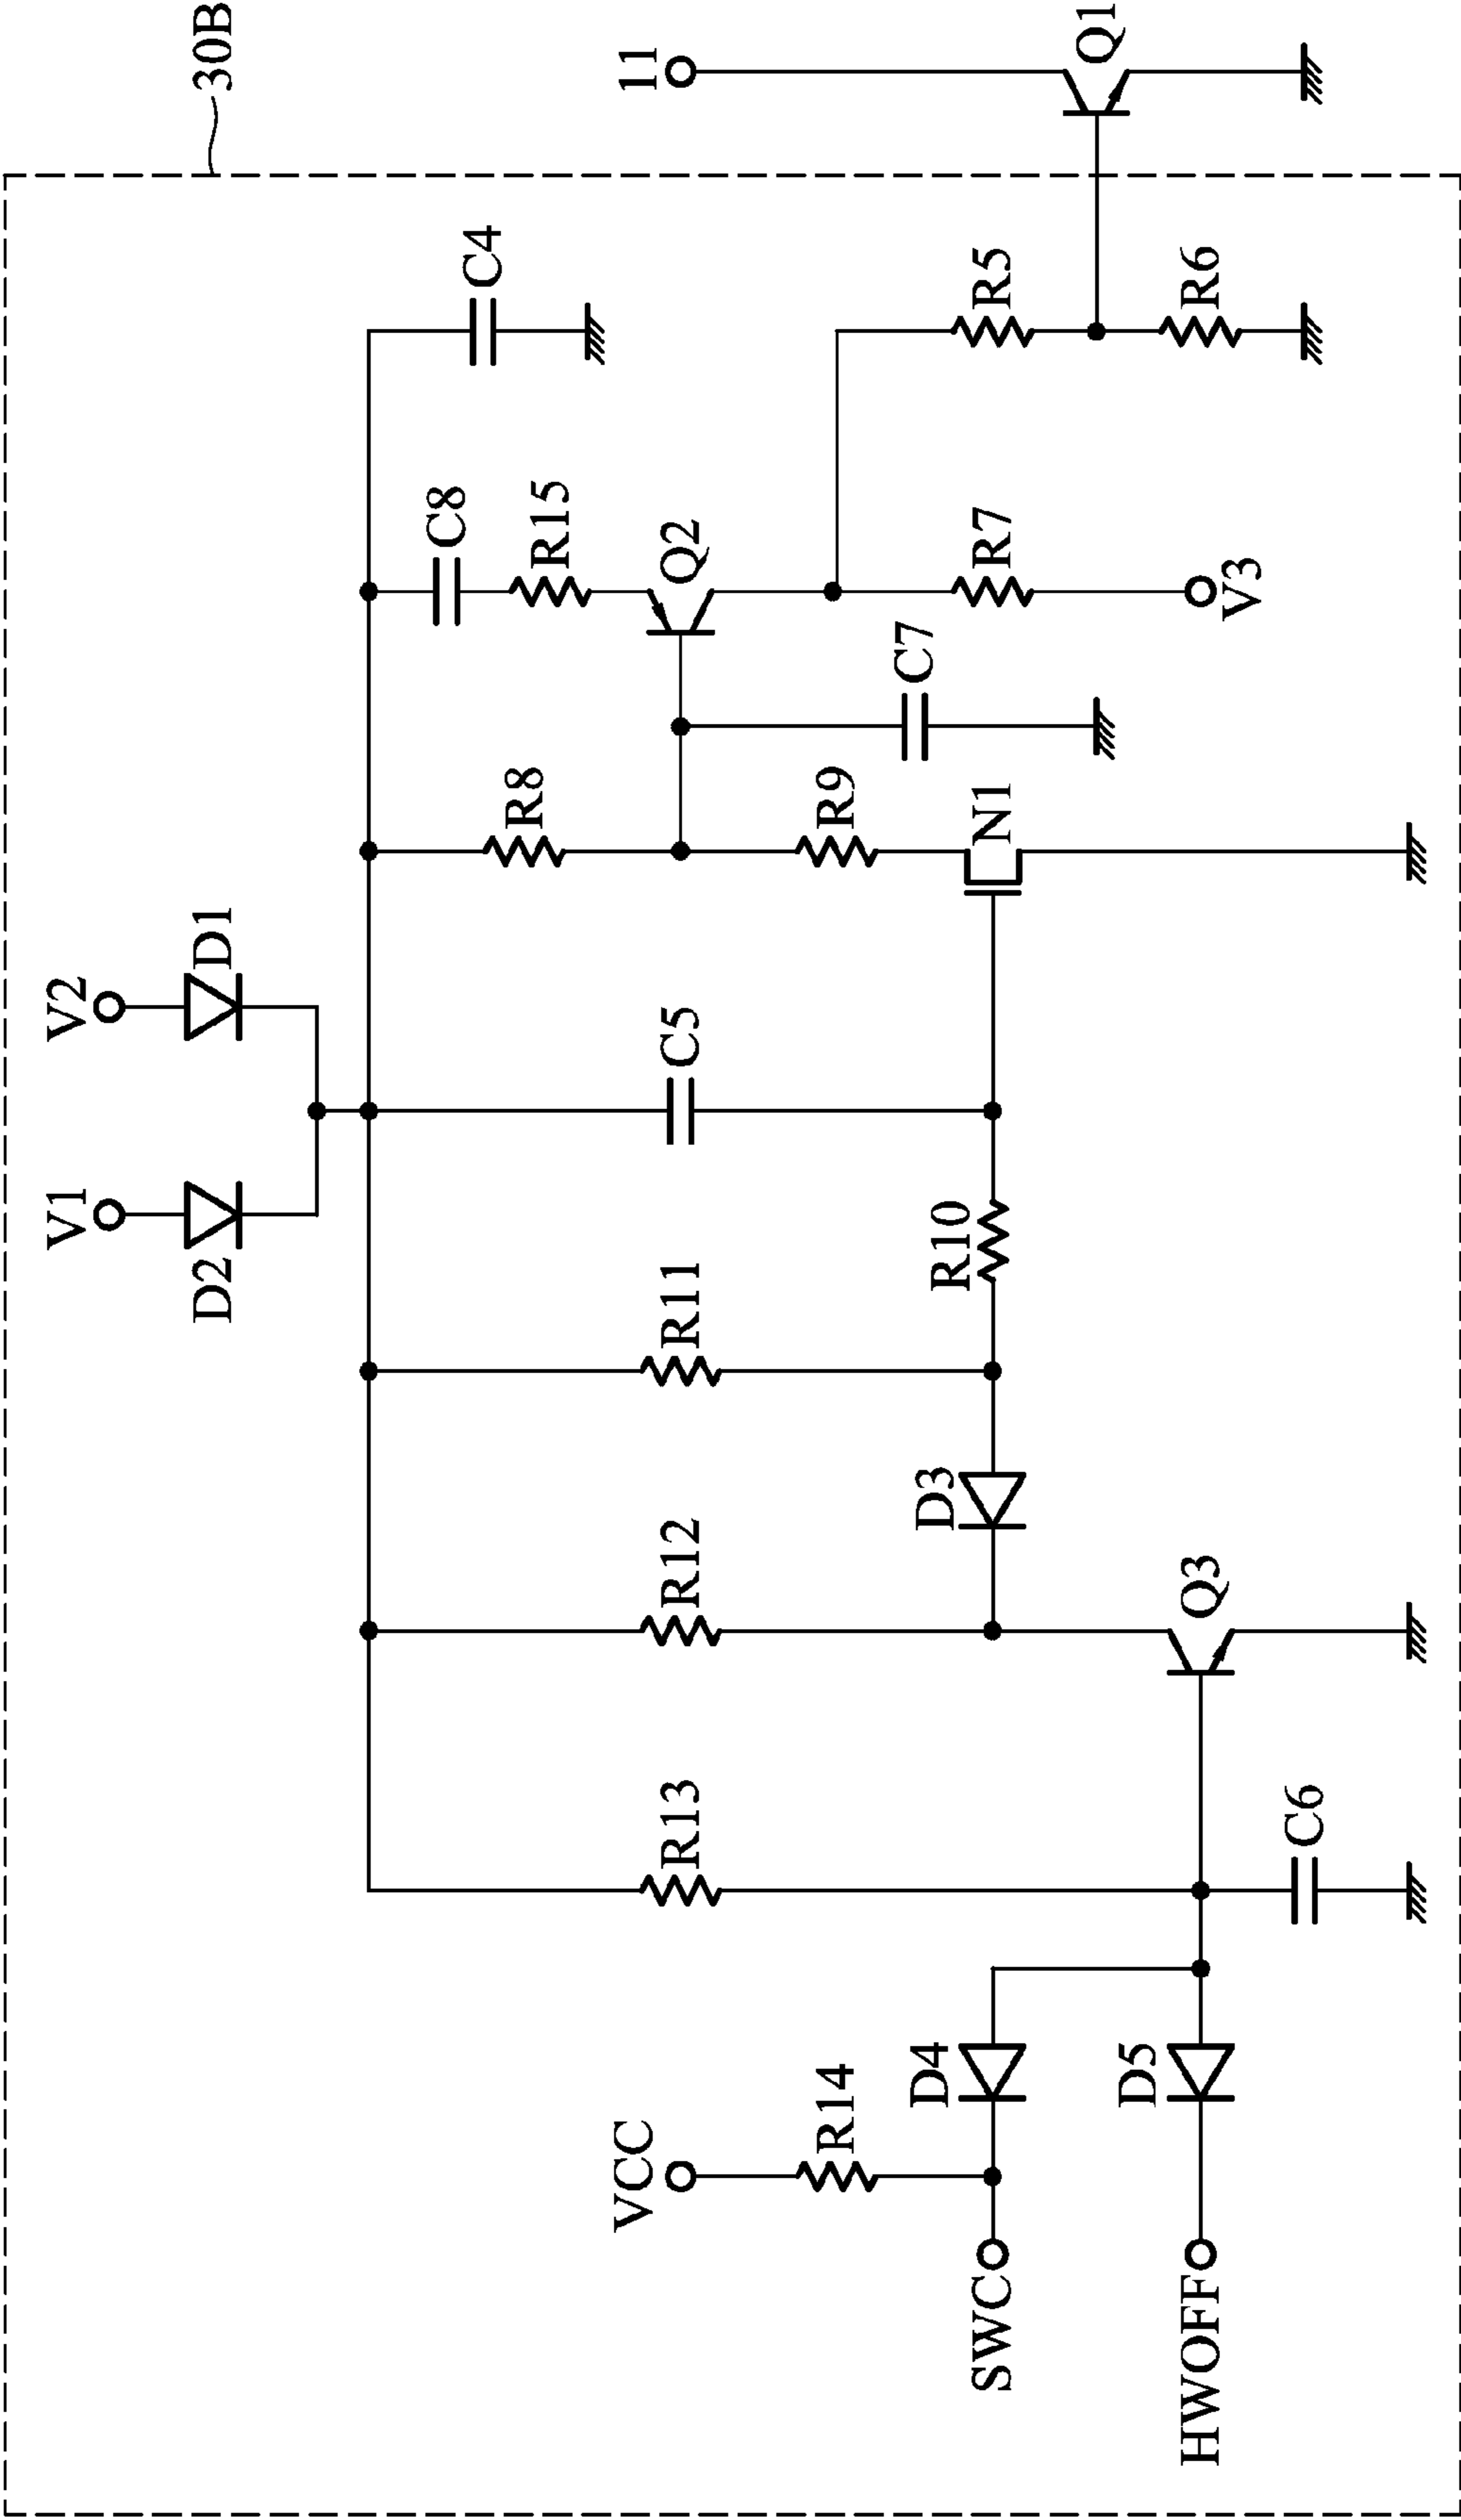 30B
V1
V2
D2
D1
11
C4
C8
R15
Q2
R8
C5
R11
R12
R13
VCC
R14
D4
SWC
D3
R10
R9
N1
C7
R7
V3
R5
R6
Q1
Q3
C6
D5
HWOFF